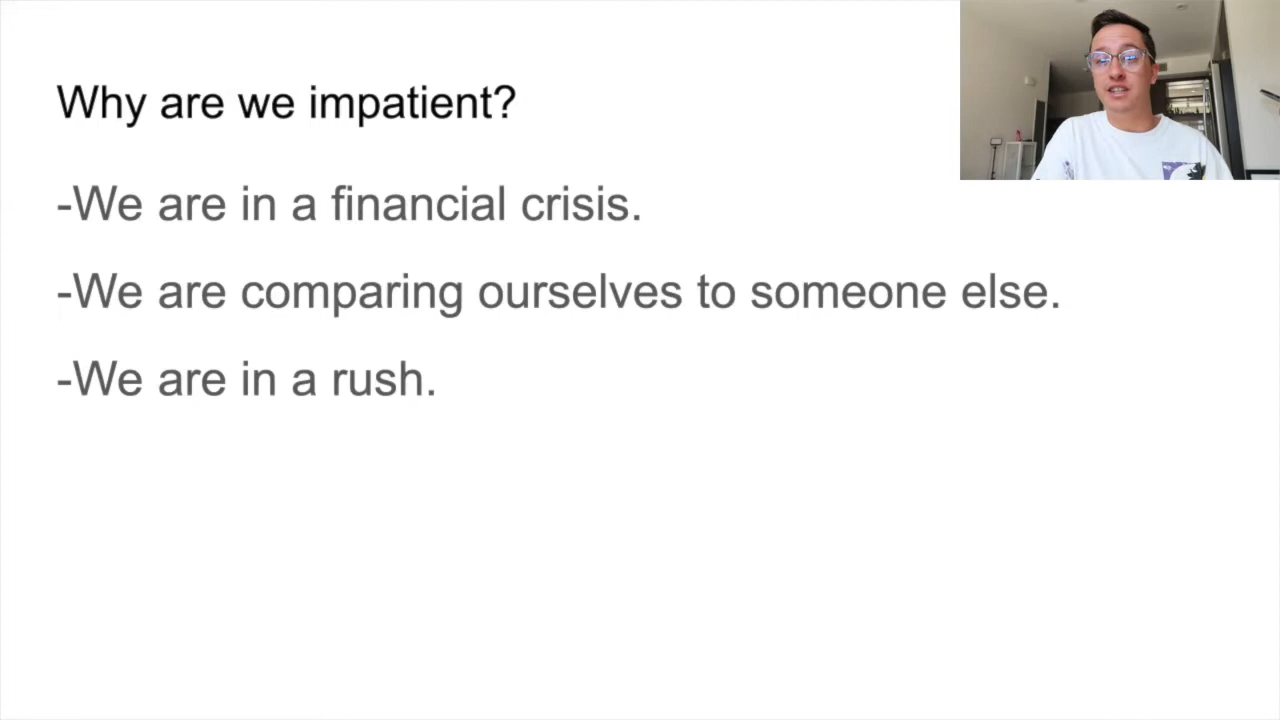 Why are we impatient?
-We are in a financial crisis.
-We are comparing ourselves to someone else.
-We are in a rush.